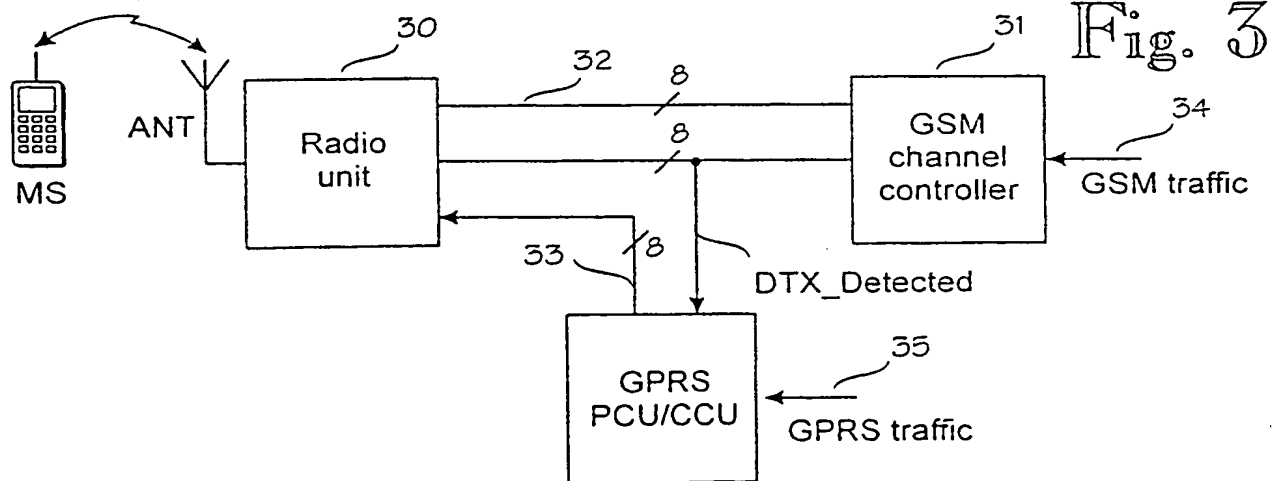 Fig. 3
30
31
32
8
34
ANT
Radio
unit
8
GSM
channel
controller
GSM traffic
MS
33
8
DTX_Detected
35
GPRS
PCU/CCU
GPRS traffic